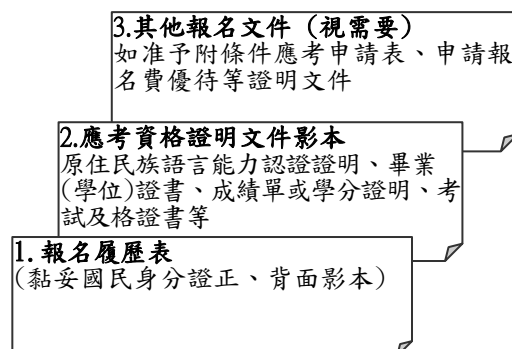 3.其他報名文件（視需要）
如准予附條件應考申請表、申請報
名費優待等證明文件
2.應考資格證明文件影本
原住民族語言能力認證證明、畢業
(學位)證書、成績單或學分證明、考
試及格證書等
1.報名履歷表
(黏妥國民身分證正、背面影本)